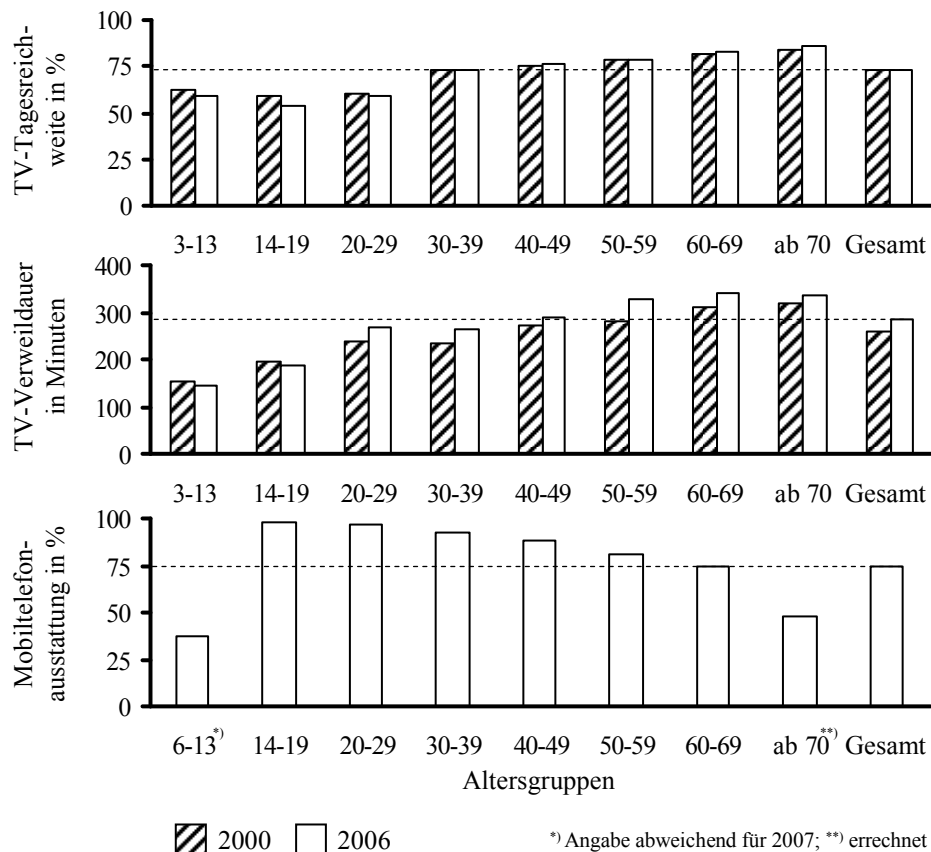 TV-Tagesreich-
weite in %
100
75
50
25
0
3-13 14-19 20-29 30-39 40-49 50-59 60-69 ab 70 Gesamt
TV-Verweildauer
in Minuten
400
300
200
100
0
3-13 14-19 20-29 30-39 40-49 50-59 60-69 ab 70 Gesamt
Mobiltelefon-
ausstattung in %
100
75
50
25
0
6-13*) 14-19 20-29 30-39 40-49 50-59 60-69 ab 70**) Gesamt
Altersgruppen
2000 2006
*) Angabe abweichend für 2007; **) errechnet